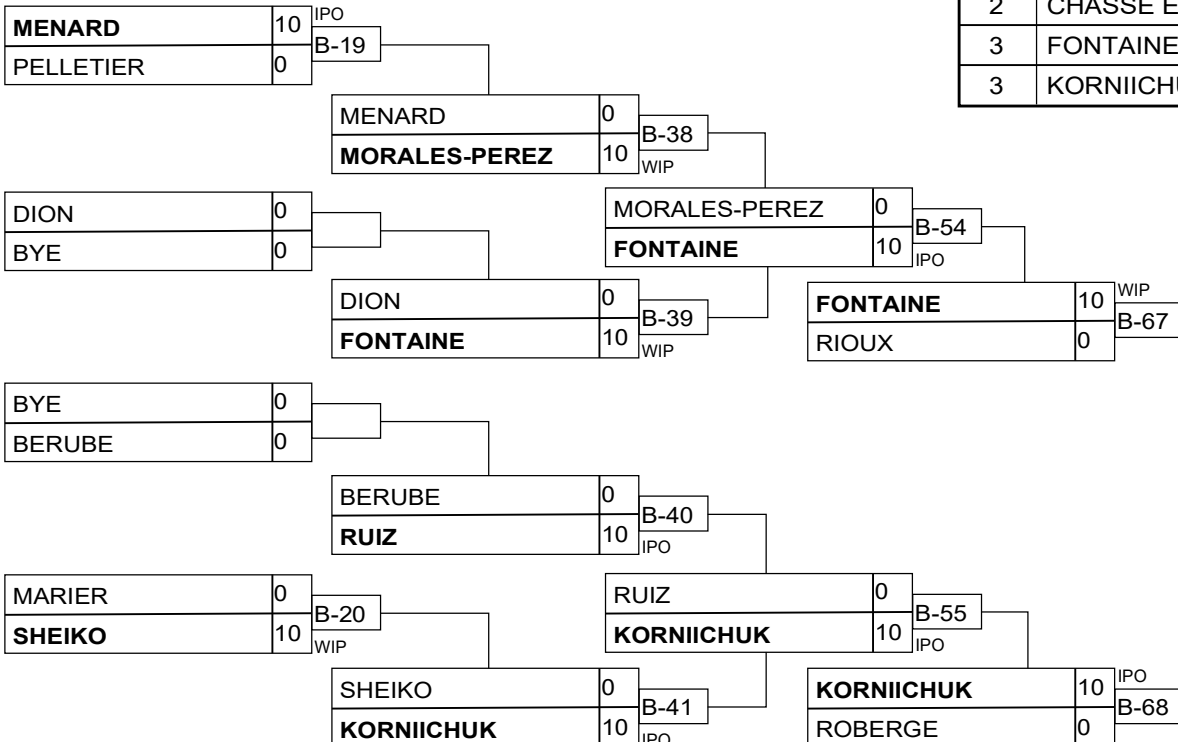 MENARD 10 IPO
B-19
PELLETIER 0
2 CHASSE E
3 FONTAINE
3 KORNIICHU
MENARD 0
B-38
MORALES-PEREZ 10 WIP
DION 0
BYE 0
MORALES-PEREZ 0
B-54
FONTAINE 10 IPO
DION 0
B-39
FONTAINE 10 WIP
FONTAINE 10 WIP
B-67
RIOUX 0
BYE 0
BERUBE 0
BERUBE 0
B-40
RUIZ 10 IPO
MARIER 0
B-20
SHEIKO 10 WIP
RUIZ 0
B-55
KORNIICHUK 10 IPO
SHEIKO 0
B-41
KORNIICHUK 10 IPO
KORNIICHUK 10 IPO
B-68
ROBERGE 0